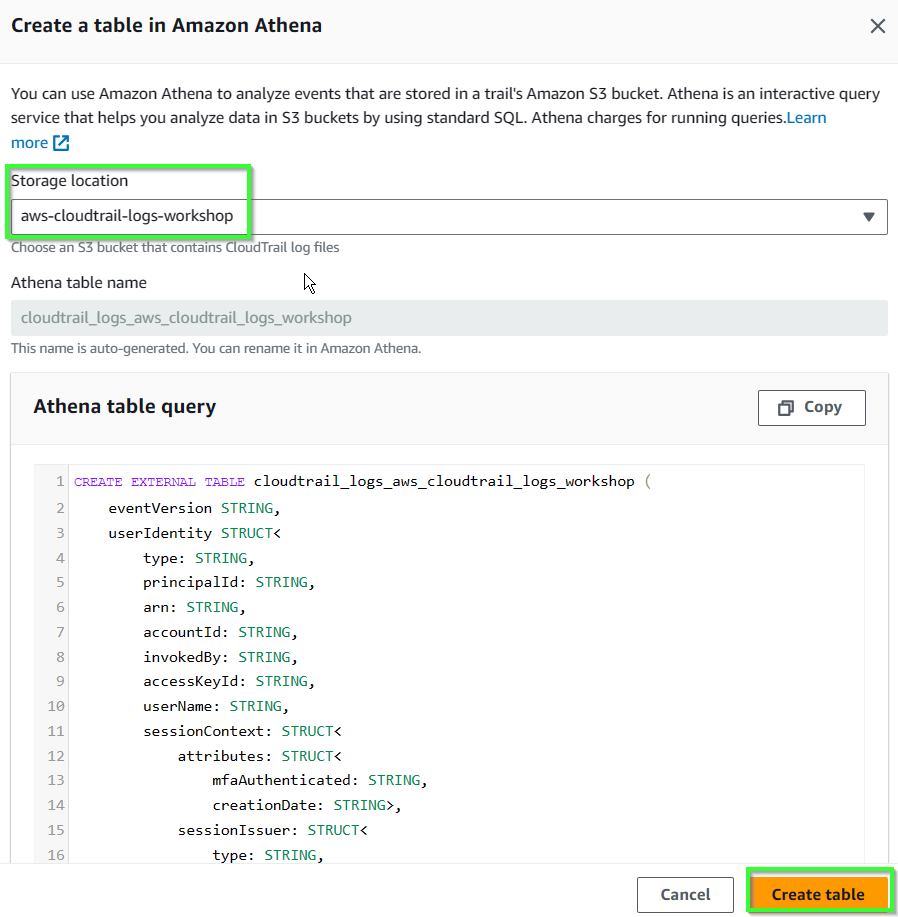 Create a table in Amazon Athena
You can use Amazon Athena to analyze events that are stored in a trail's Amazon S3 bucket. Athena is an interactive query
service that helps you analyze data in S3 buckets by using standard SQL. Athena charges for running queries.Learn
more
Storage location
aws-cloudtrail-logs-workshop
Choose an S3 bucket that contains CloudTrail log files
Athena table name
cloudtrail_logs_aws_cloudtrail_logs_workshop
This name is auto-generated. You can rename it in Amazon Athena.
Athena table query
Copy
1 CREATE EXTERNAL TABLE cloudtrail_logs_aws_cloudtrail_logs_workshop (
2 eventVersion STRING,
3 userIdentity STRUCT<
4 type: STRING,
5 principalId: STRING,
6 arn: STRING,
7 accountId: STRING,
8 invokedBy: STRING,
9 accessKeyId: STRING,
10 userName: STRING,
11 sessionContext: STRUCT<
12 attributes: STRUCT<
13 mfaAuthenticated: STRING,
14 creationDate: STRING>,
15 sessionIssuer: STRUCT<
16 type: STRING,
Cancel
Create table